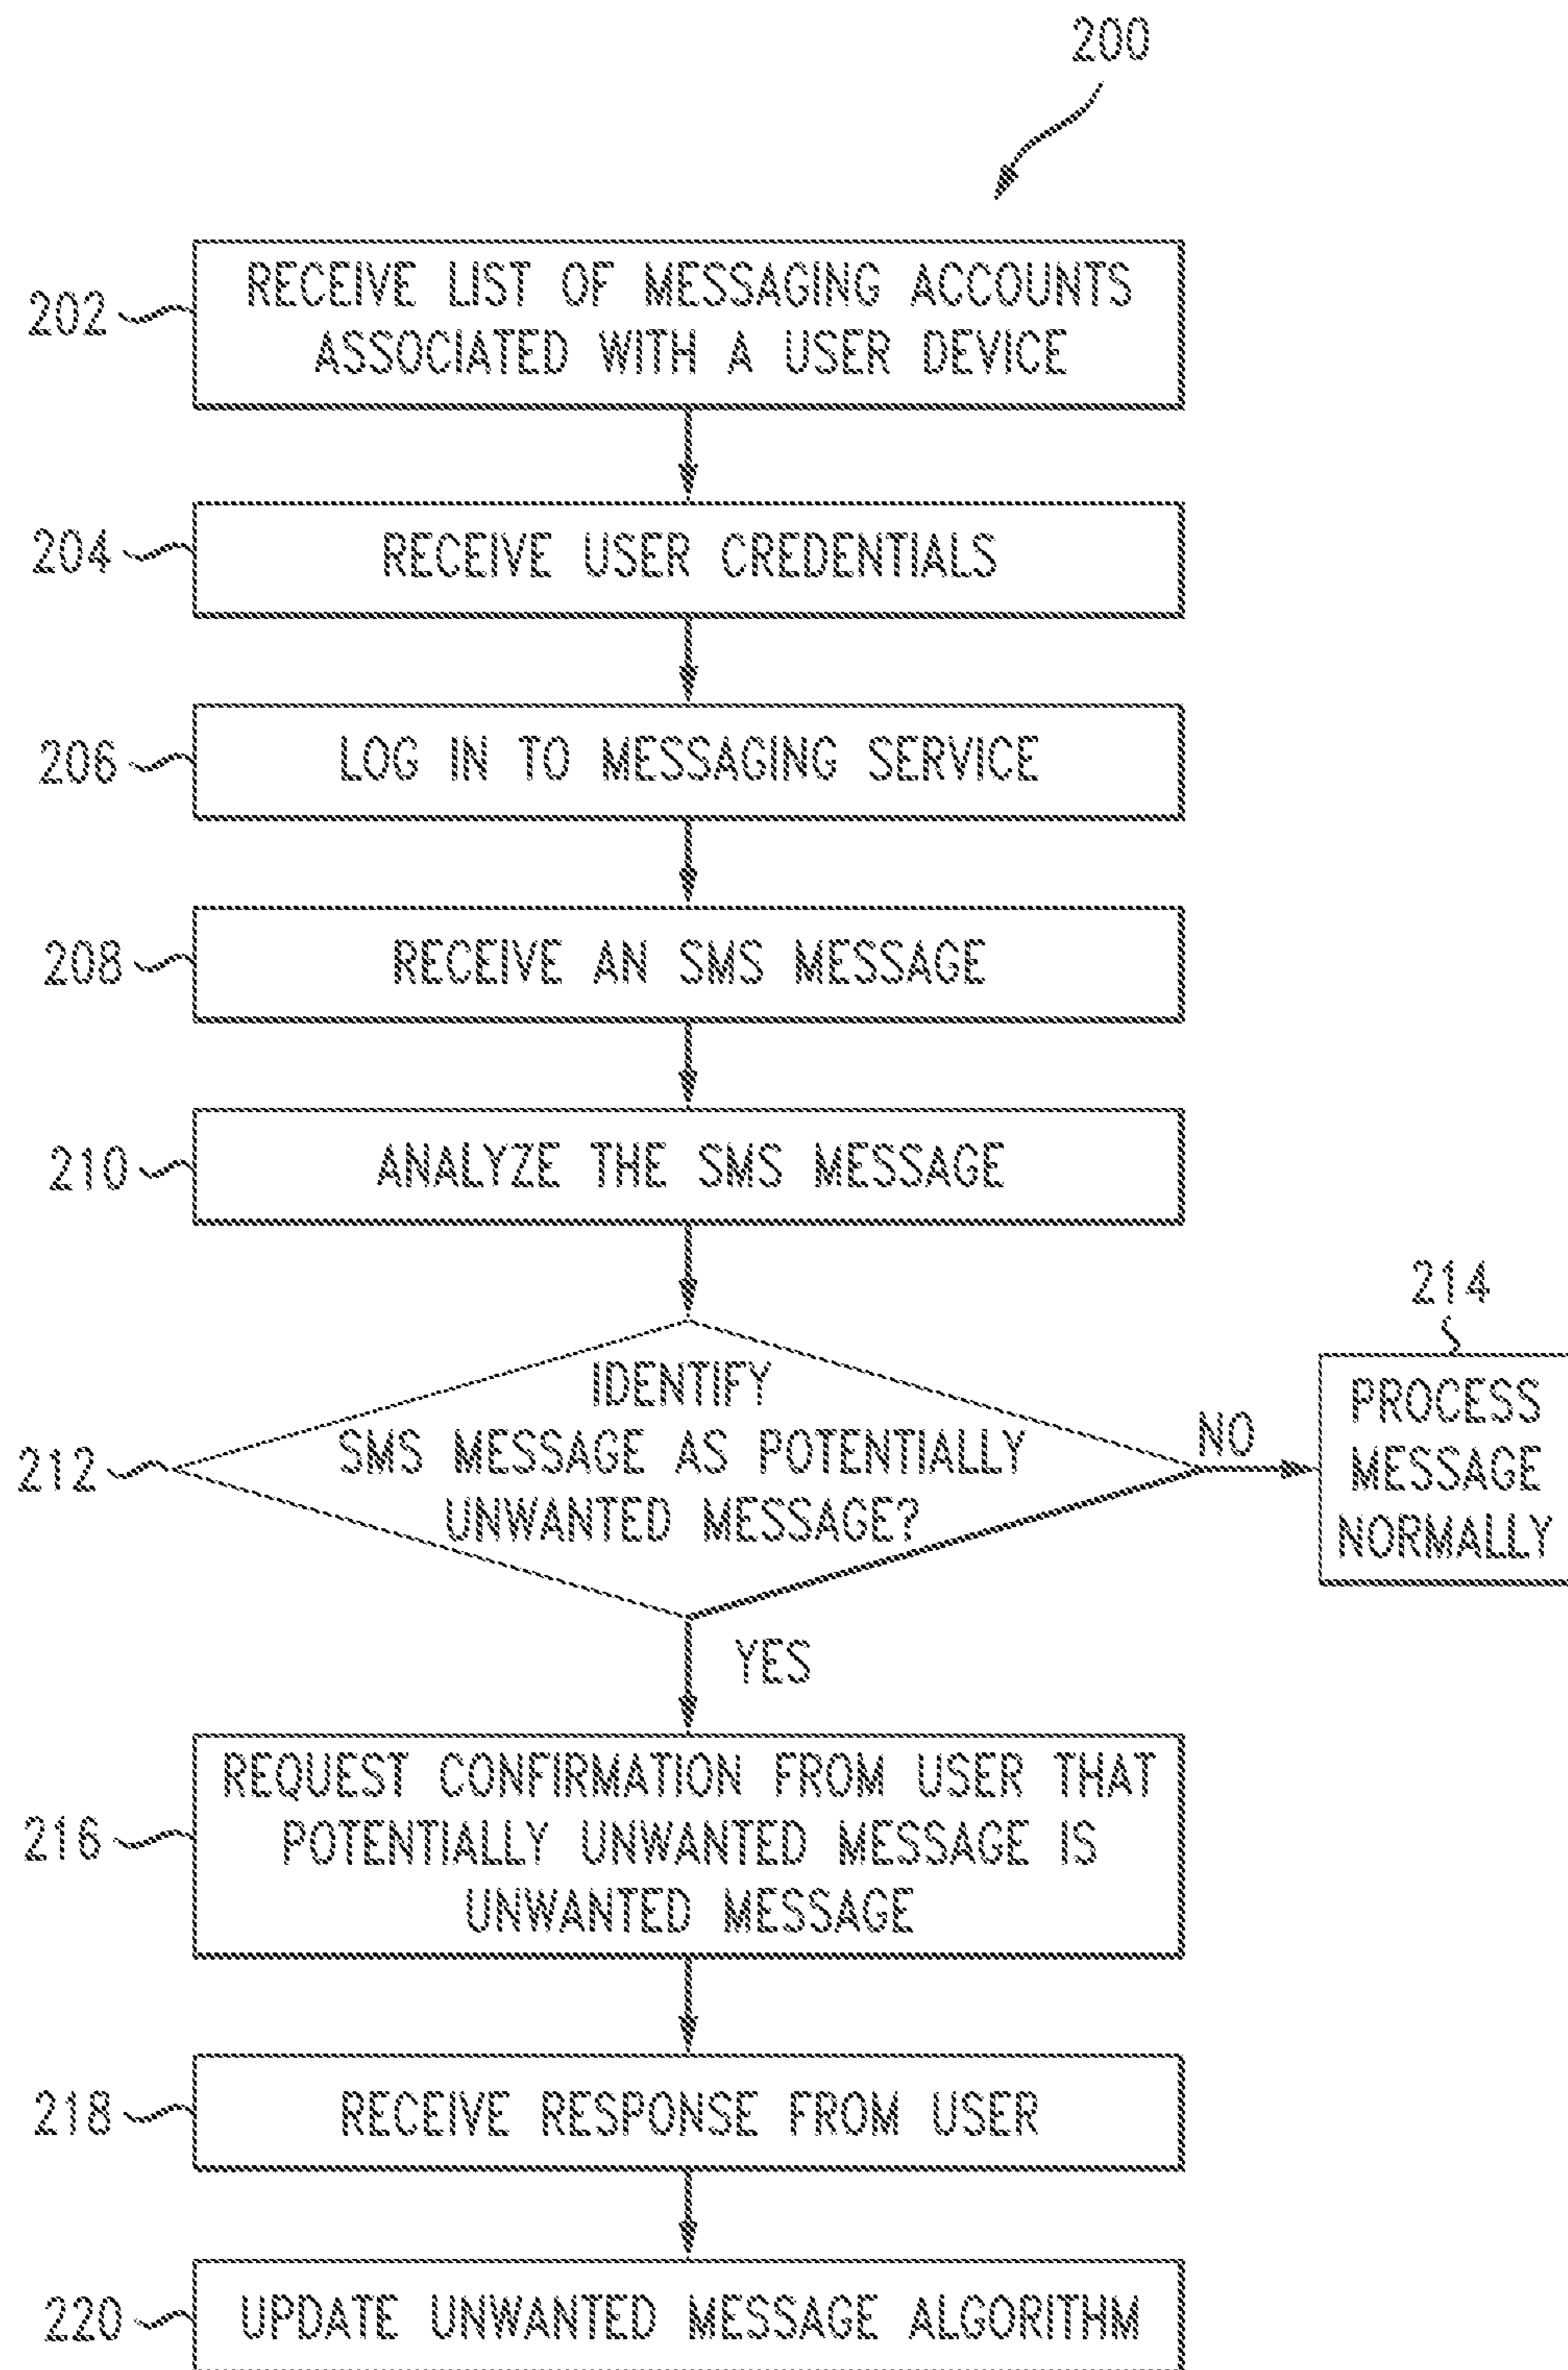 200
202
RECEIVE LIST OF MESSAGING ACCOUNTS
ASSOCIATED WITH A USER DEVICE
204
RECEIVE USER CREDENTIALS
206
LOG IN TO MESSAGING SERVICE
208
RECEIVE AN SMS MESSAGE
210
ANALYZE THE SMS MESSAGE
212
IDENTIFY
SMS MESSAGE AS POTENTIALLY
UNWANTED MESSAGE?
NO
214
PROCESS
MESSAGE
NORMALLY
YES
216
REQUEST CONFIRMATION FROM USER THAT
POTENTIALLY UNWANTED MESSAGE IS
UNWANTED MESSAGE
218
RECEIVE RESPONSE FROM USER
220
UPDATE UNWANTED MESSAGE ALGORITHM